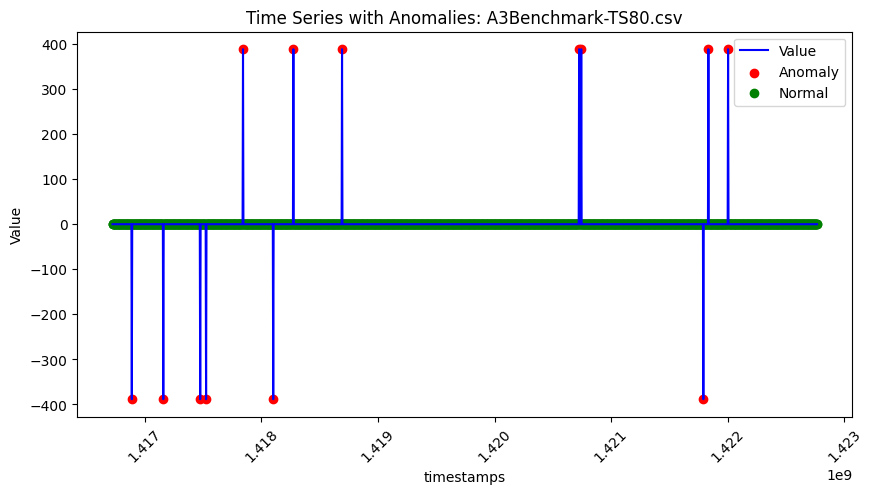 Time Series with Anomalies: A3Benchmark-TS80.csv
Value
Anomaly
Normal
400
300
200
100
0
−100
−200
−300
−400
Value
1.417
1.418
1.419
1.420
1.421
1.422
1.423
1e9
timestamps